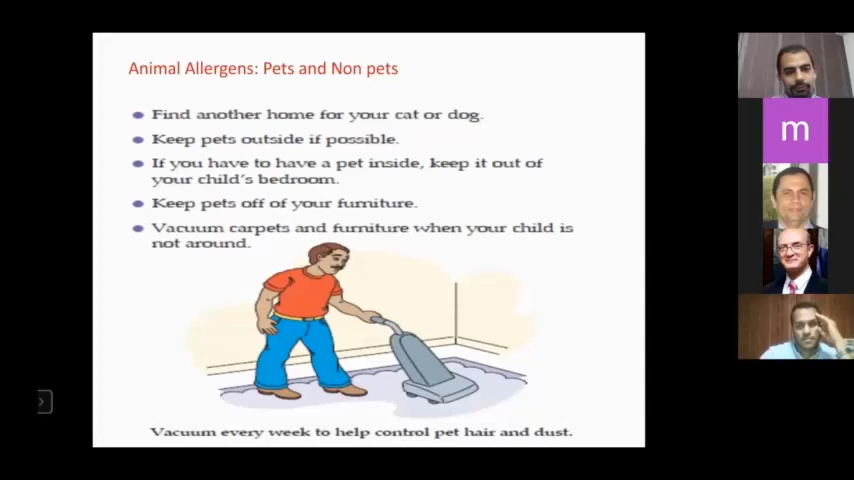 Animal Allergens: Pets and Non pets
Find another home for your cat or dog.
Keep pets outside if possible.
If you have to have a pet inside, keep it out of
your child's bedroom.
Keep pets off of your furniture.
Vacuum carpets and furniture when your child is
not around.
Vacuum every week to help control pet hair and dust.
m